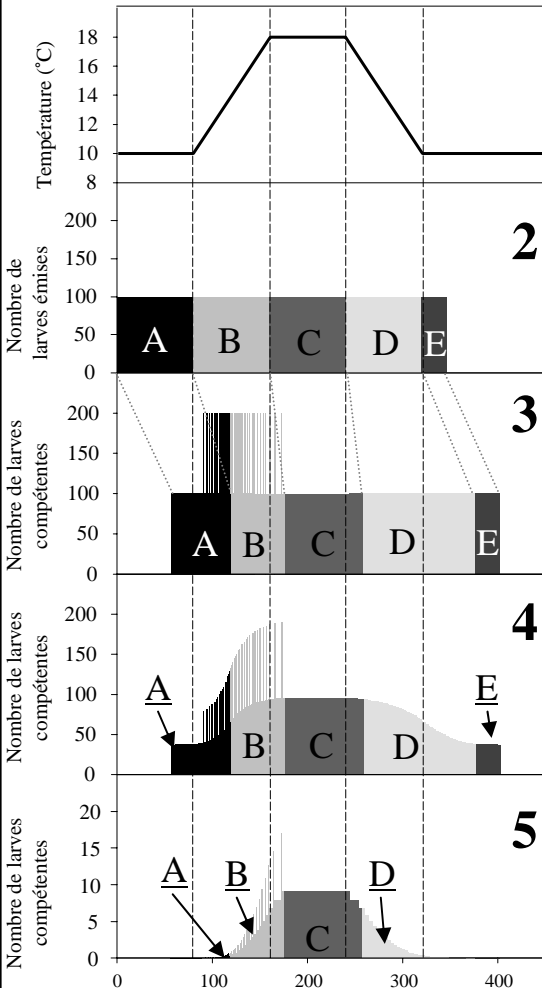 Température (°C)
18
16
14
12
10
8
Nombre de
larves émises
200
150
100
50
0
2
A B C D E
Nombre de larves
compétentes
200
150
100
50
0
3
A B C D E
Nombre de larves
compétentes
200
150
100
50
0
4
A B C D E
Nombre de larves
compétentes
20
15
10
5
0
5
A B C D
0 100 200 300 400